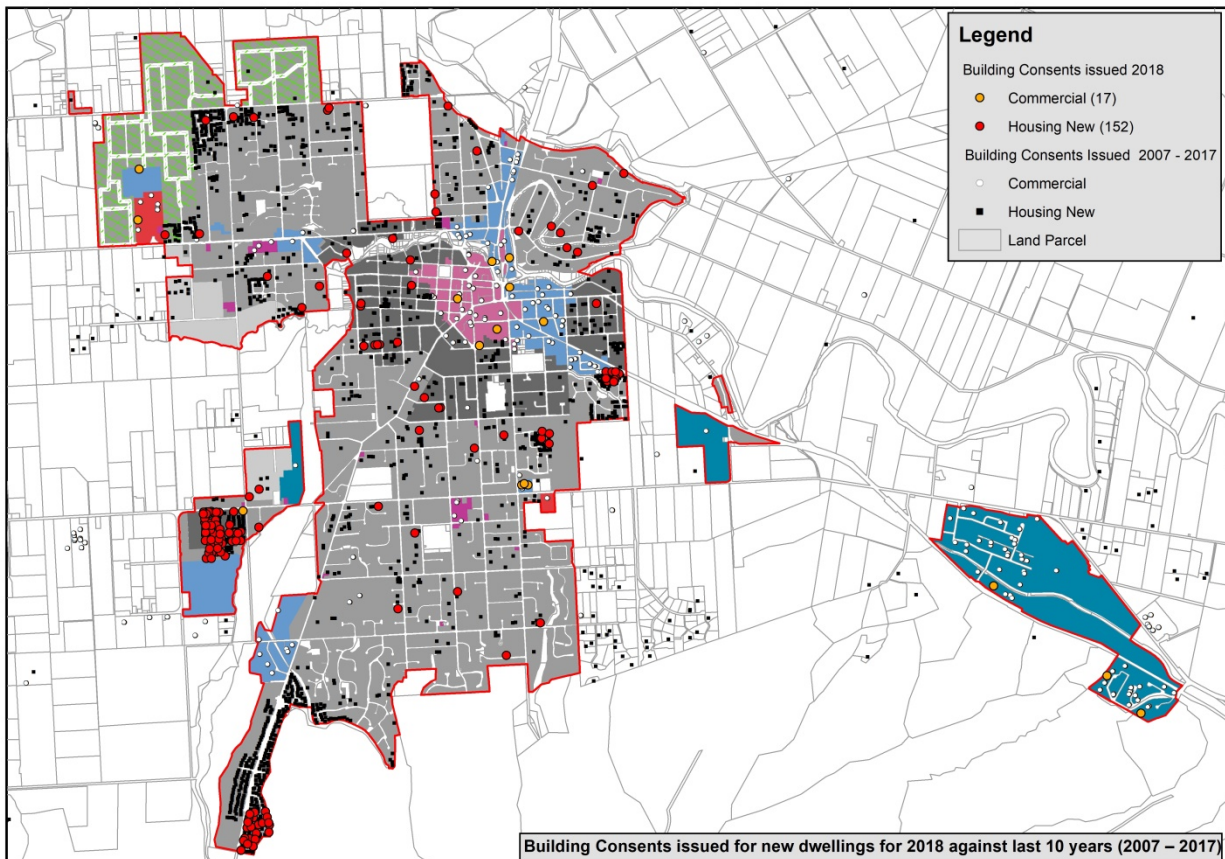 Legend
Building Consents issued 2018
Commercial (17)
Housing New (152)
Building Consents Issued 2007 - 2017
Commercial
Housing New
Land Parcel
Building Consents issued for new dwellings for 2018 against last 10 years (2007 – 2017)